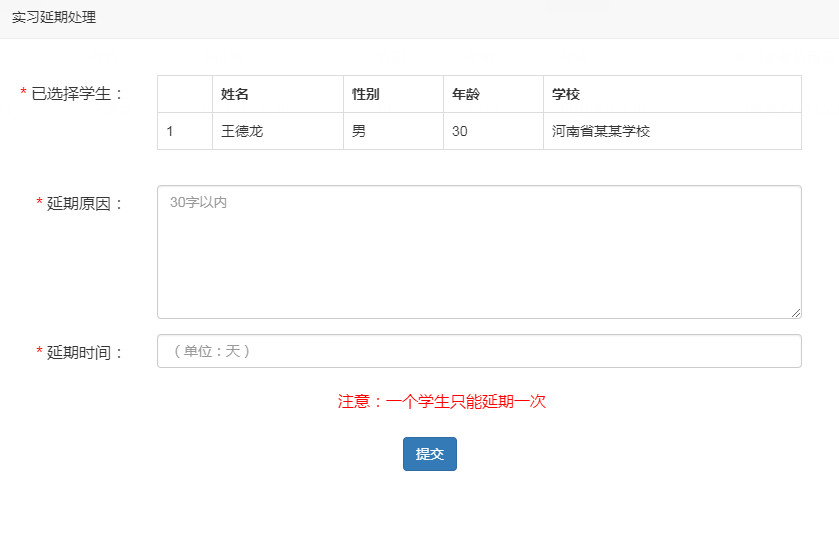 实习延期处理
* 已选择学生： 姓名 性别 年龄 学校
1 王德龙 男 30 河南省某某学校
* 延期原因： 30字以内
* 延期时间： （单位：天）
注意：一个学生只能延期一次
提交